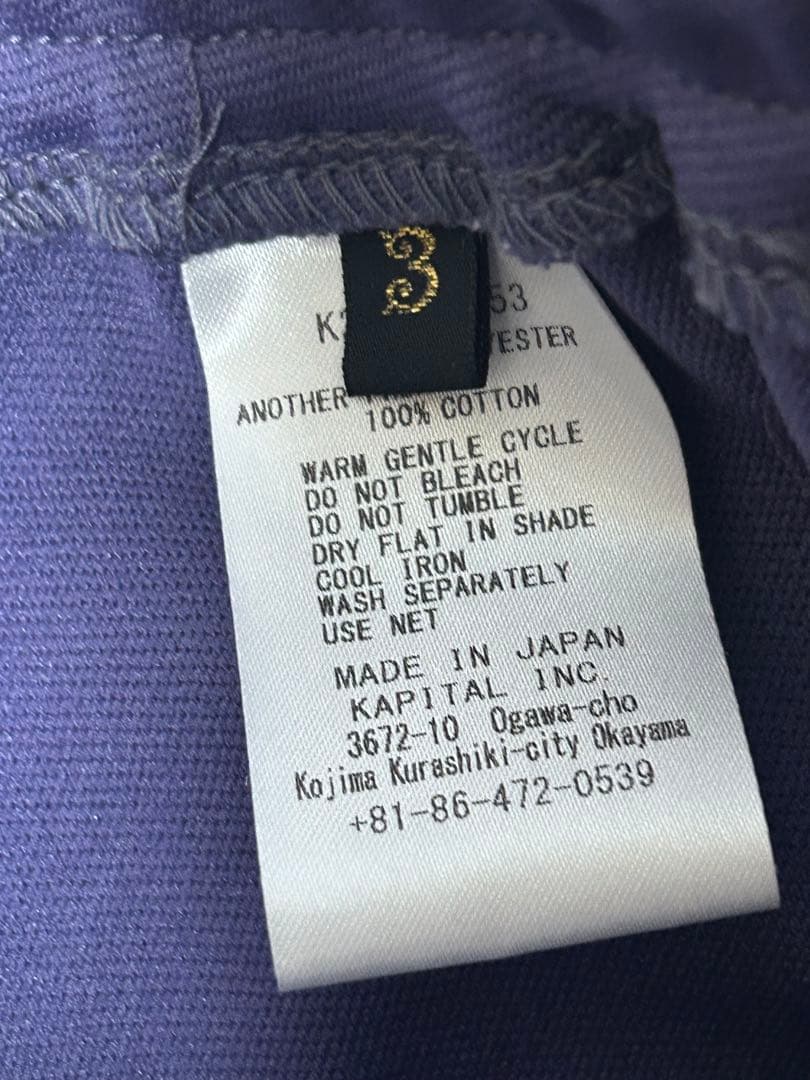 3
53
ANOTHER
100% COTTON
WARM GENTLE CYCLE
DO NOT BLEACH
DO NOT TUMBLE
DRY FLAT IN SHADE
COOL IRON
WASH SEPARATELY
USE NET
MADE IN JAPAN
KAPITAL INC.
3672-10 Ogawa-cho
Kojima Kurashiki-city Okayama
+81-86-472-0539